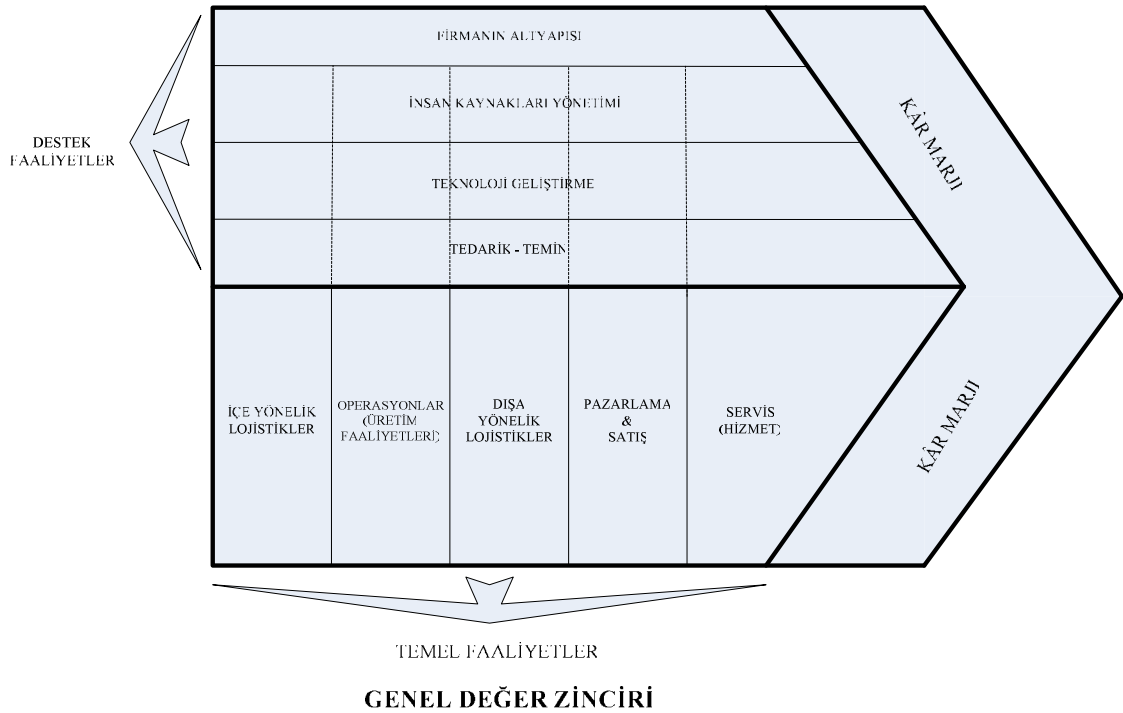 FİRMANIN ALTYAPISI
İNSAN KAYNAKLARI YÖNETİMİ
TEKNOLOJİ GELİŞTİRME
TEDARİK - TEMİN
DESTEK
FAALİYETLER
KÂR MARJI
İÇE YÖNELİK
LOJİSTİKLER
OPERASYONLAR
(ÜRETİM
FAALİYETLERİ)
DIŞA
YÖNELİK
LOJİSTİKLER
PAZARLAMA
&
SATIŞ
SERVİS
(HİZMET)
KÂR MARJI
TEMEL FAALİYETLER
GENEL DEĞER ZİNCİRİ